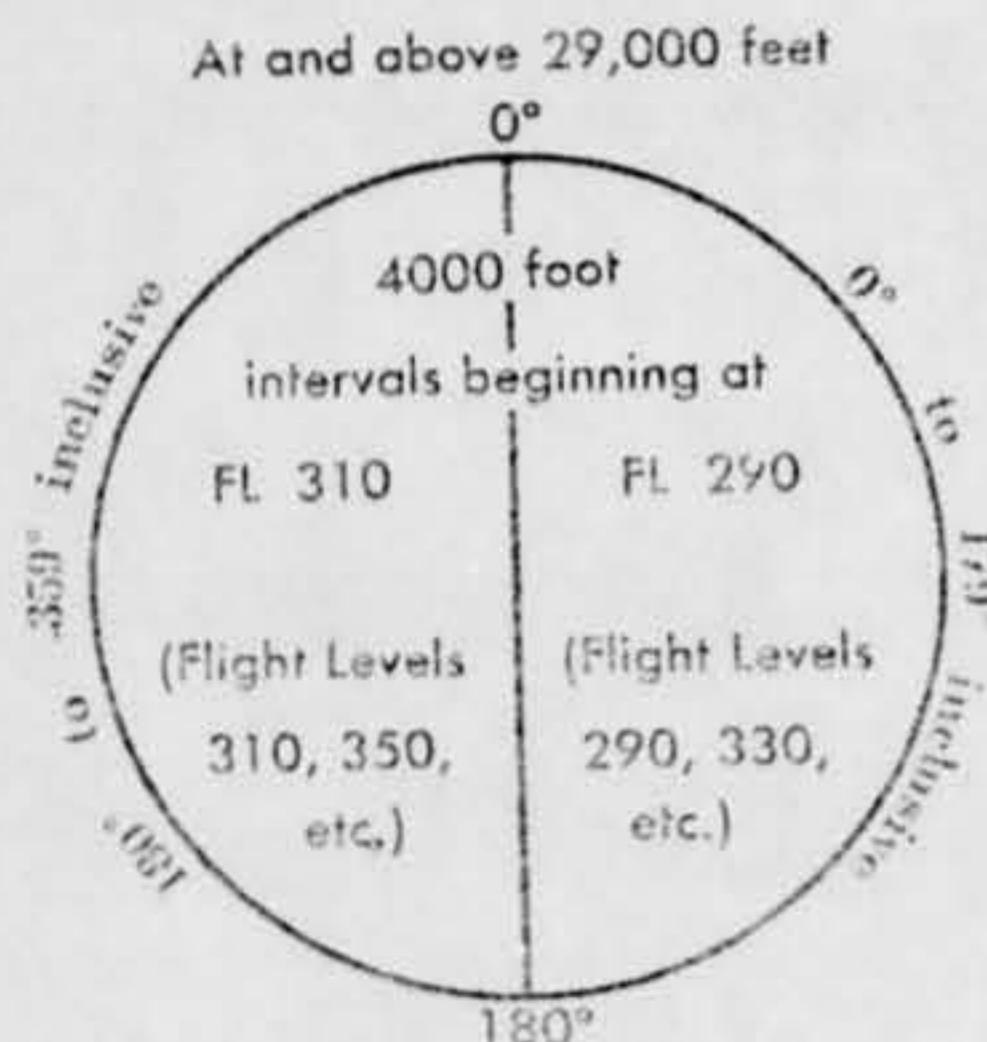 At and above 29,000 feet
0°
4000 foot
intervals beginning at
FL 310
FL 290
(Flight Levels
310, 350,
etc.)
(Flight Levels
290, 330,
etc.)
0° to 179° inclusive
180° to 359° inclusive
180°